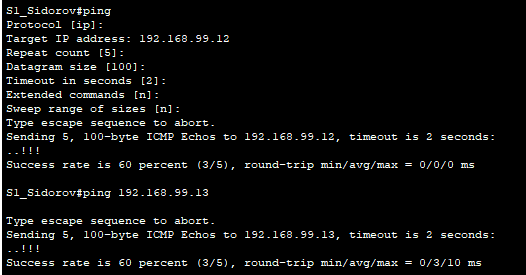 S1_Sidorov#ping
Protocol [ip]:
Target IP address: 192.168.99.12
Repeat count [5]:
Datagram size [100]:
Timeout in seconds [2]:
Extended commands [n]:
Sweep range of sizes [n]:
Type escape sequence to abort.
Sending 5, 100-byte ICMP Echos to 192.168.99.12, timeout is 2 seconds:
..!!!
Success rate is 60 percent (3/5), round-trip min/avg/max = 0/0/0 ms
S1_Sidorov#ping 192.168.99.13
Type escape sequence to abort.
Sending 5, 100-byte ICMP Echos to 192.168.99.13, timeout is 2 seconds:
..!!!
Success rate is 60 percent (3/5), round-trip min/avg/max = 0/3/10 ms